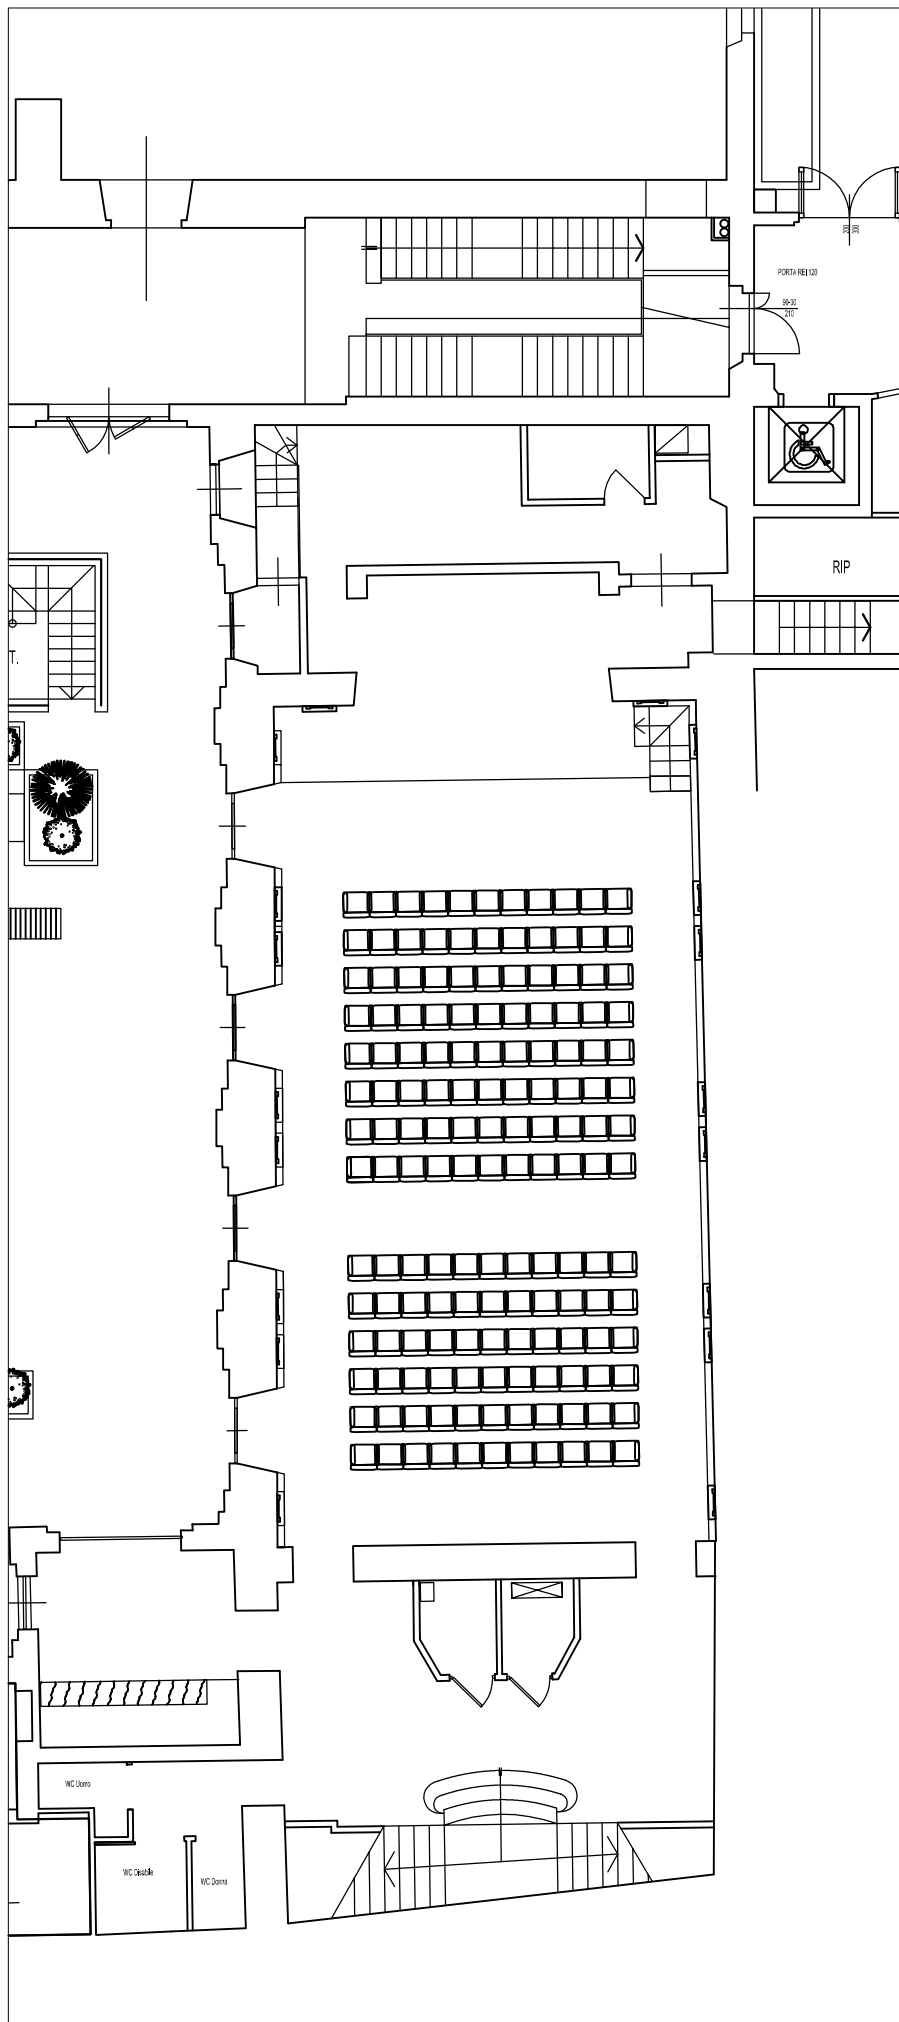 200
300
PORTA REI 120
90+30
210
RIP
T.
WC Uomo
WC Disabile
WC Donna